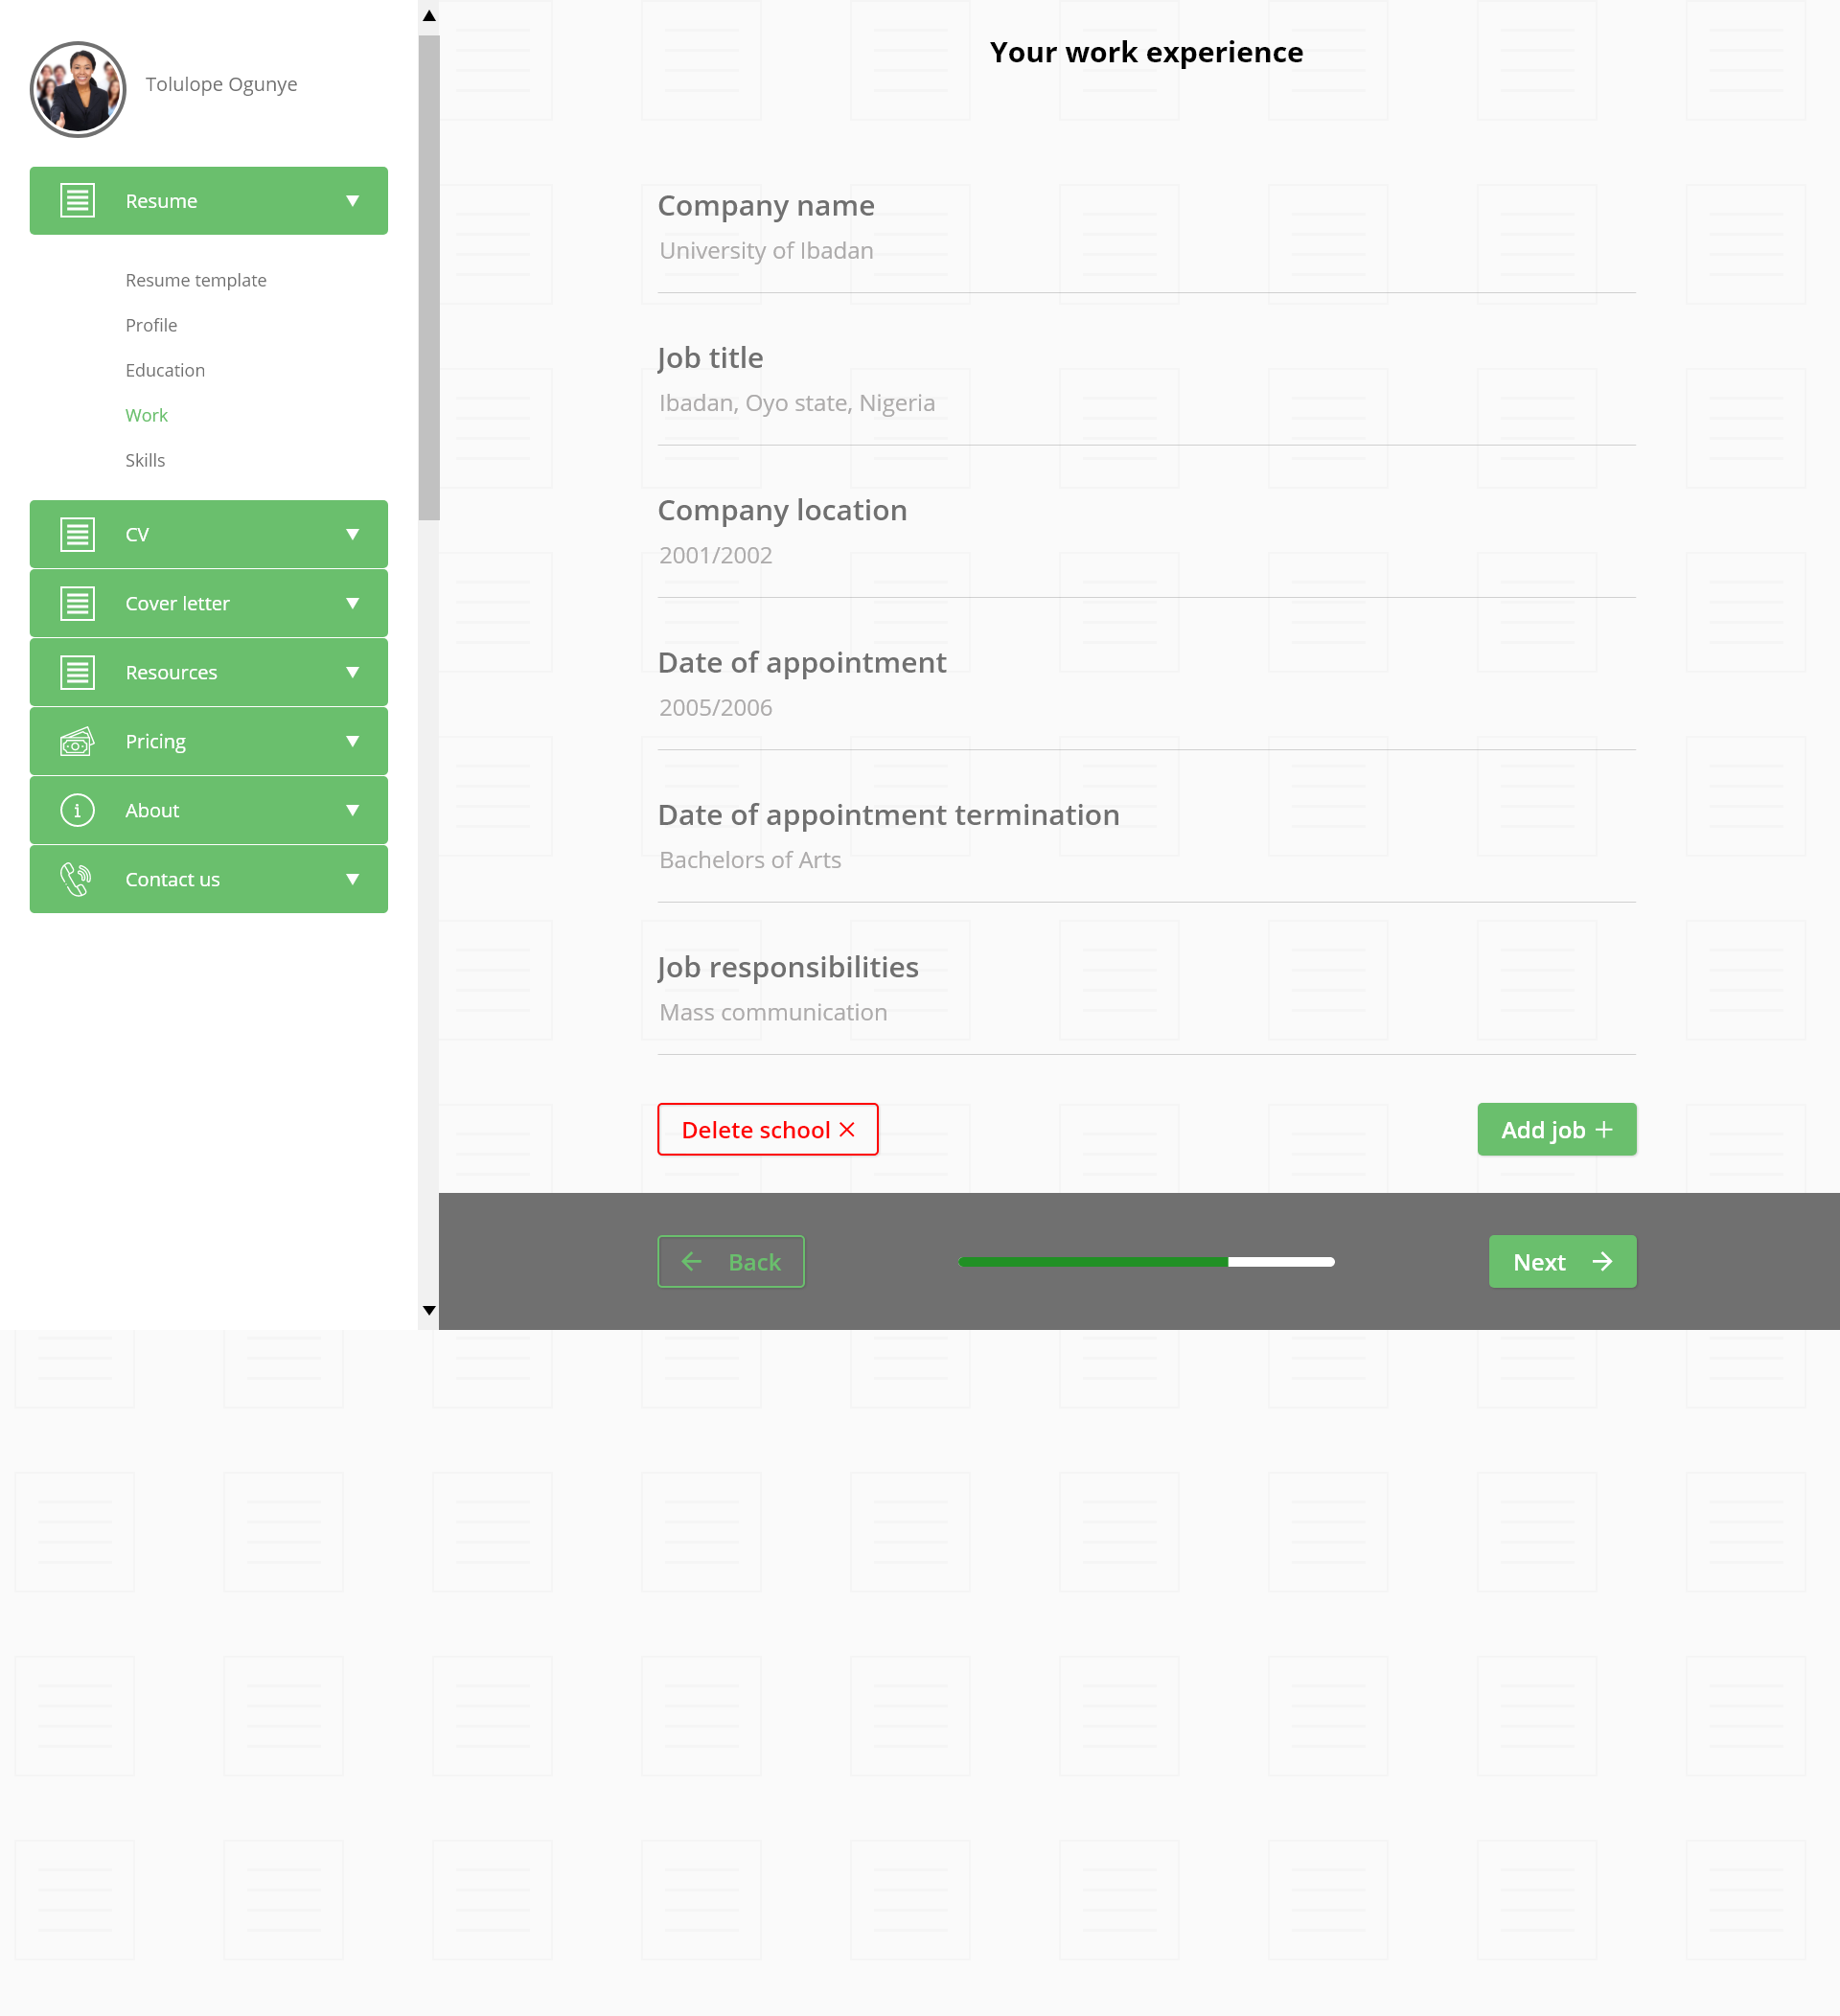 Tolulope Ogunye
Resume
Resume template
Profile
Education
Work
Skills
CV
Cover letter
Resources
Pricing
About
Contact us
Your work experience
Company name
University of Ibadan
Job title
Ibadan, Oyo state, Nigeria
Company location
2001/2002
Date of appointment
2005/2006
Date of appointment termination
Bachelors of Arts
Job responsibilities
Mass communication
Delete school
Add job
Back
Next